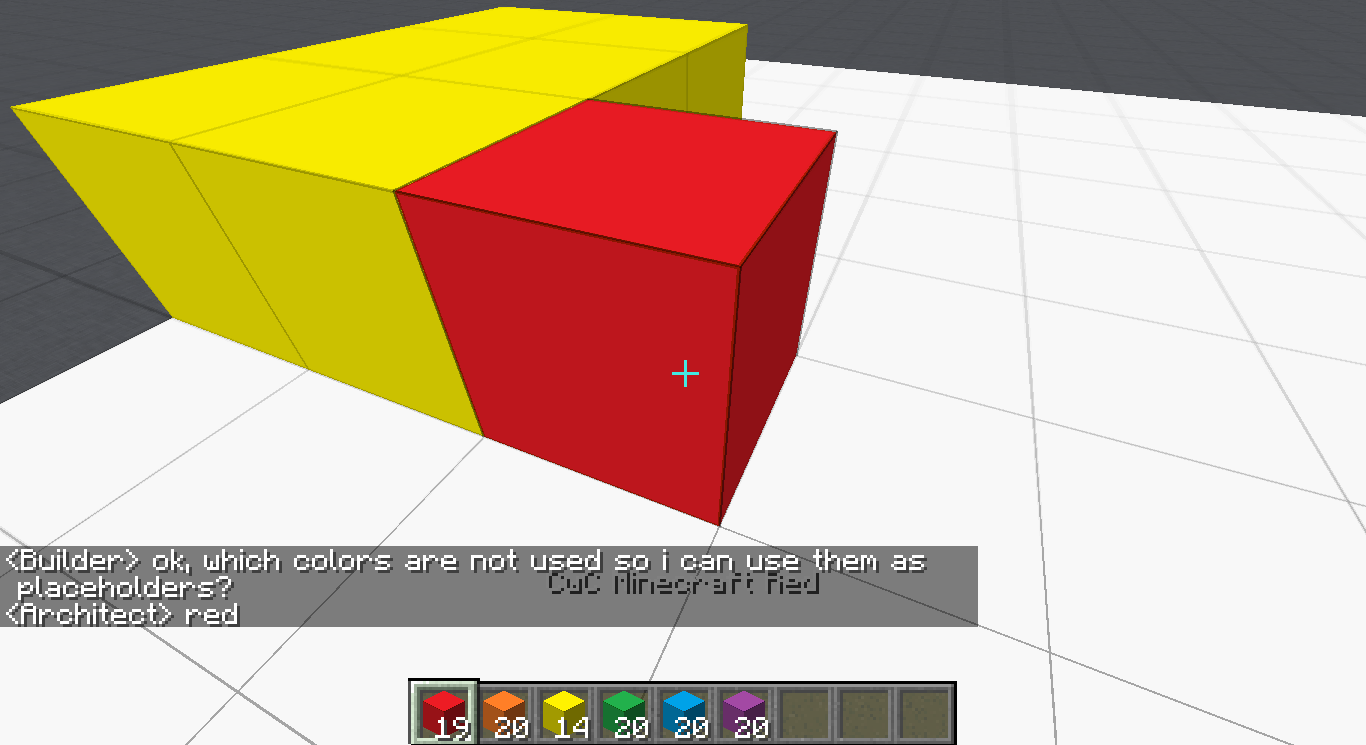 <Builder> ok, which colors are not used so i can use them as
placeholders?
CwC Minecraft Red
<Architect> red
19 20 14 20 20 20